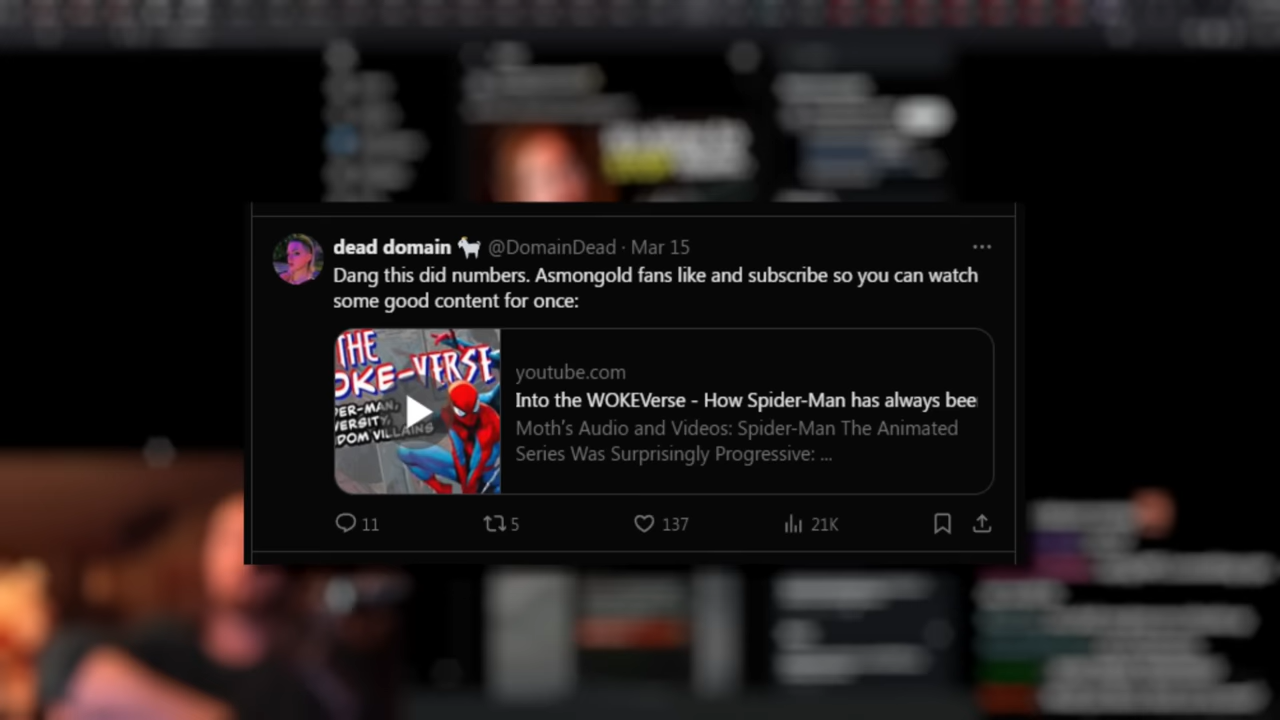 dead domain 🐐 @DomainDead · Mar 15
Dang this did numbers. Asmongold fans like and subscribe so you can watch
some good content for once:
THE
OKE-VERSE
DER-MAN,
VERSITY,
DOM VILLAINS
youtube.com
Into the WOKEVerse - How Spider-Man has always bee
Moth's Audio and Videos: Spider-Man The Animated
Series Was Surprisingly Progressive: ...
11
5
137
21K